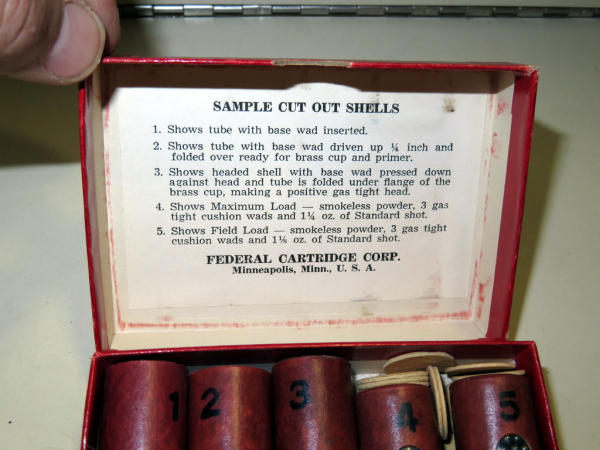 SAMPLE CUT OUT SHELLS
1. Shows tube with base wad inserted.
2. Shows tube with base wad driven up ¼ inch and
folded over ready for brass cup and primer.
3. Shows headed shell with base wad pressed down
against head and tube is folded under flange of the
brass cup, making a positive gas tight head.
4. Shows Maximum Load — smokeless powder, 3 gas
tight cushion wads and 1¼ oz. of Standard shot.
5. Shows Field Load — smokeless powder, 3 gas tight
cushion wads and 1⅛ oz. of Standard shot.
FEDERAL CARTRIDGE CORP.
Minneapolis, Minn., U. S. A.
1 2 3 4 5